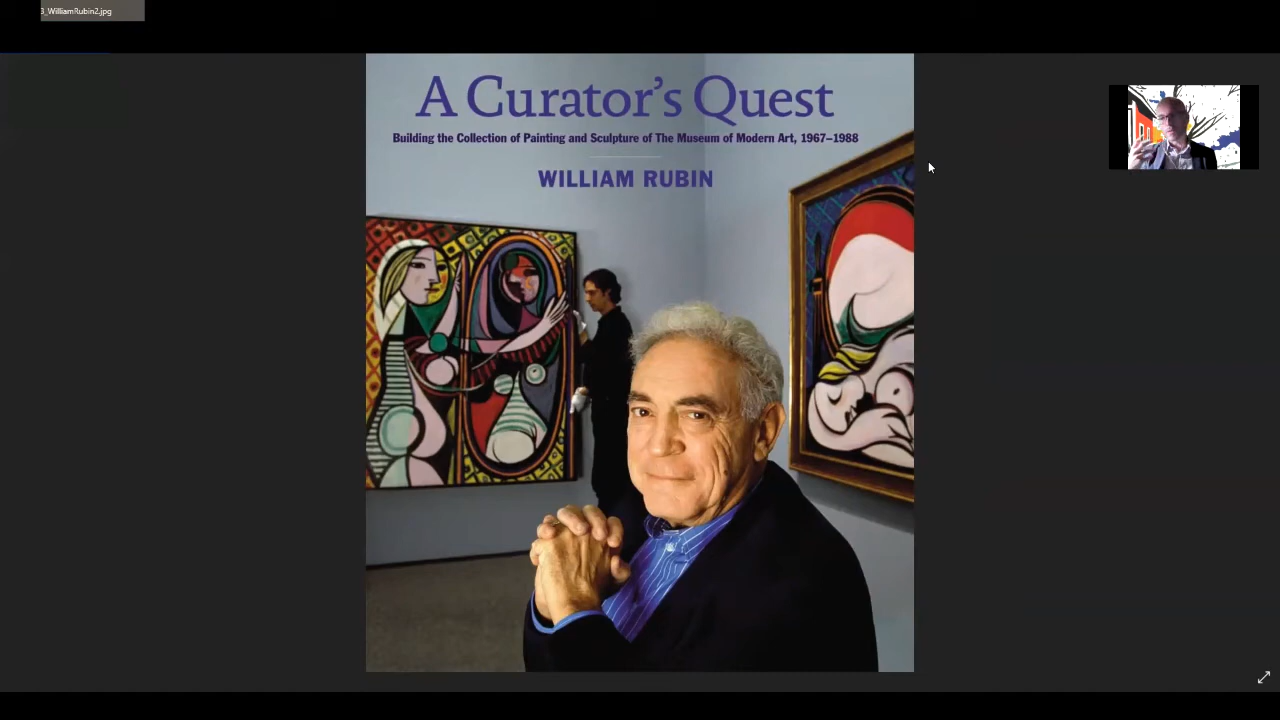 3_WilliamRubin2.jpg
A Curator's Quest
Building the Collection of Painting and Sculpture of The Museum of Modern Art, 1967–1988
WILLIAM RUBIN